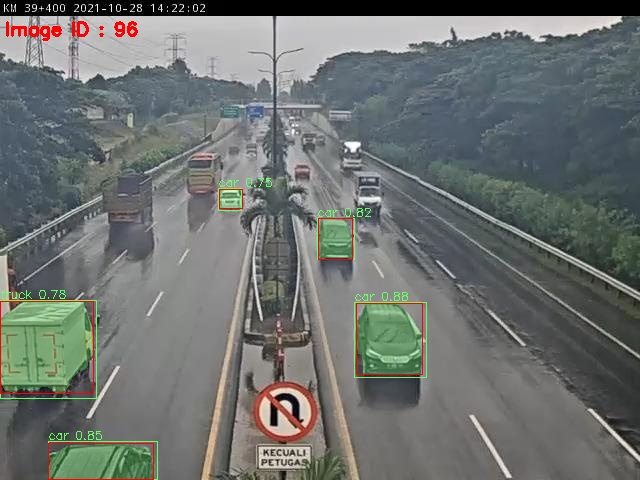 KM 39+400 2021-10-28 14:22:02
Image ID : 96
car 0.75
car 0.82
truck 0.78
car 0.88
car 0.85
KECUALI
PETUGAS